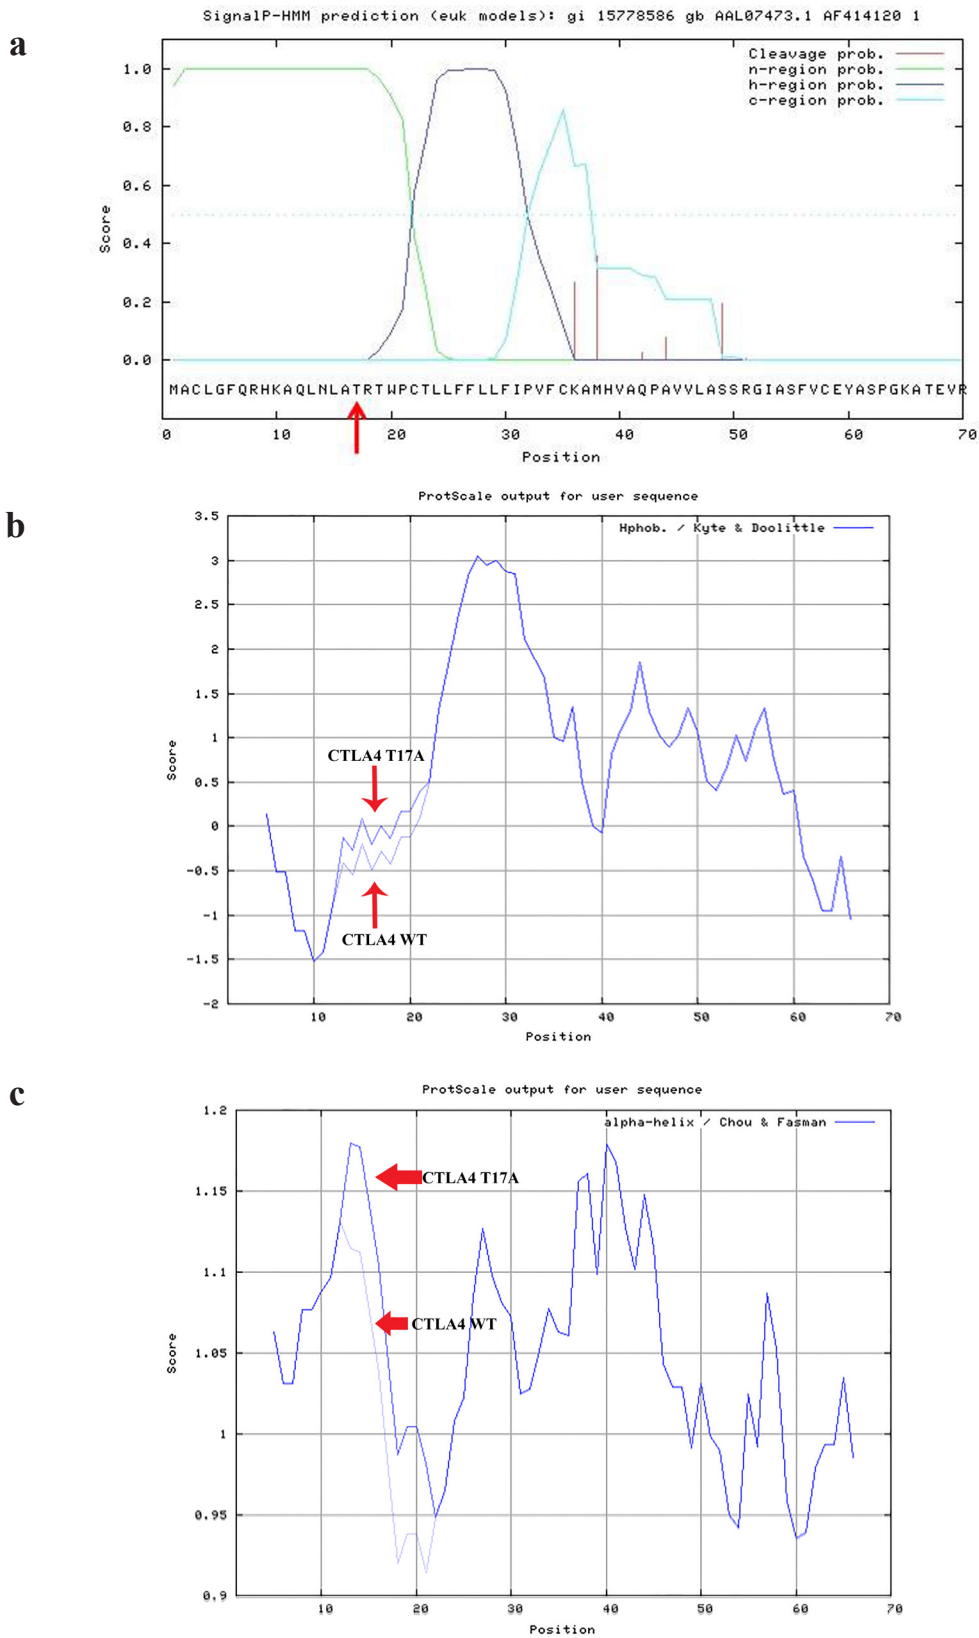 SignalP-HMM prediction (euk models): gi 15778586 gb AAL07473.1 AF414120 1
a
Cleavage prob.
n-region prob.
h-region prob.
c-region prob.
1.0
0.8
0.6
0.4
0.2
0.0
Score
MACLGFQRHKAQLNLATRTWPCTLLFFLLFIPVFCKAMHVAQPAVVLASSRGIASFVCEYASPGKATEVR
0 10 20 30 40 50 60 70
Position
b
ProtScale output for user sequence
Hphob. / Kyte & Doolittle
3.5
3
2.5
2
1.5
1
0.5
0
-0.5
-1
-1.5
-2
Score
CTLA4 T17A
CTLA4 WT
10 20 30 40 50 60 70
Position
c
ProtScale output for user sequence
alpha-helix / Chou & Fasman
1.2
1.15
1.1
1.05
1
0.95
0.9
Score
CTLA4 T17A
CTLA4 WT
10 20 30 40 50 60 70
Position